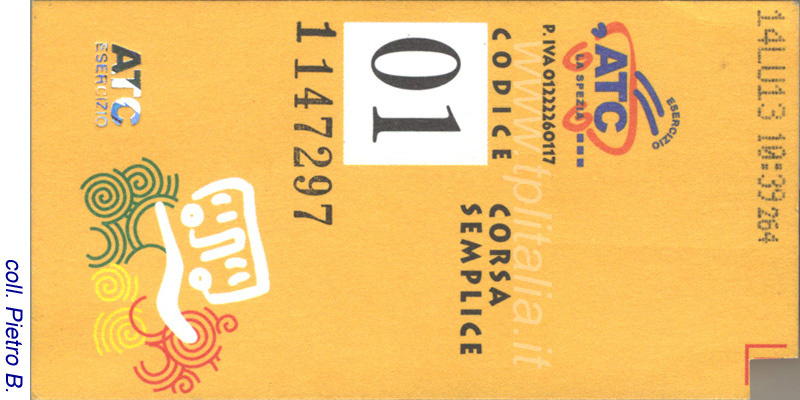 14LU13 10:39 264
ATC
ESERCIZIO
LA SPEZIA
P. IVA 01222260117
www.tplitalia.it
CODICE
01
CORSA
SEMPLICE
1147297
ATC
ESERCIZIO
coll. Pietro B.